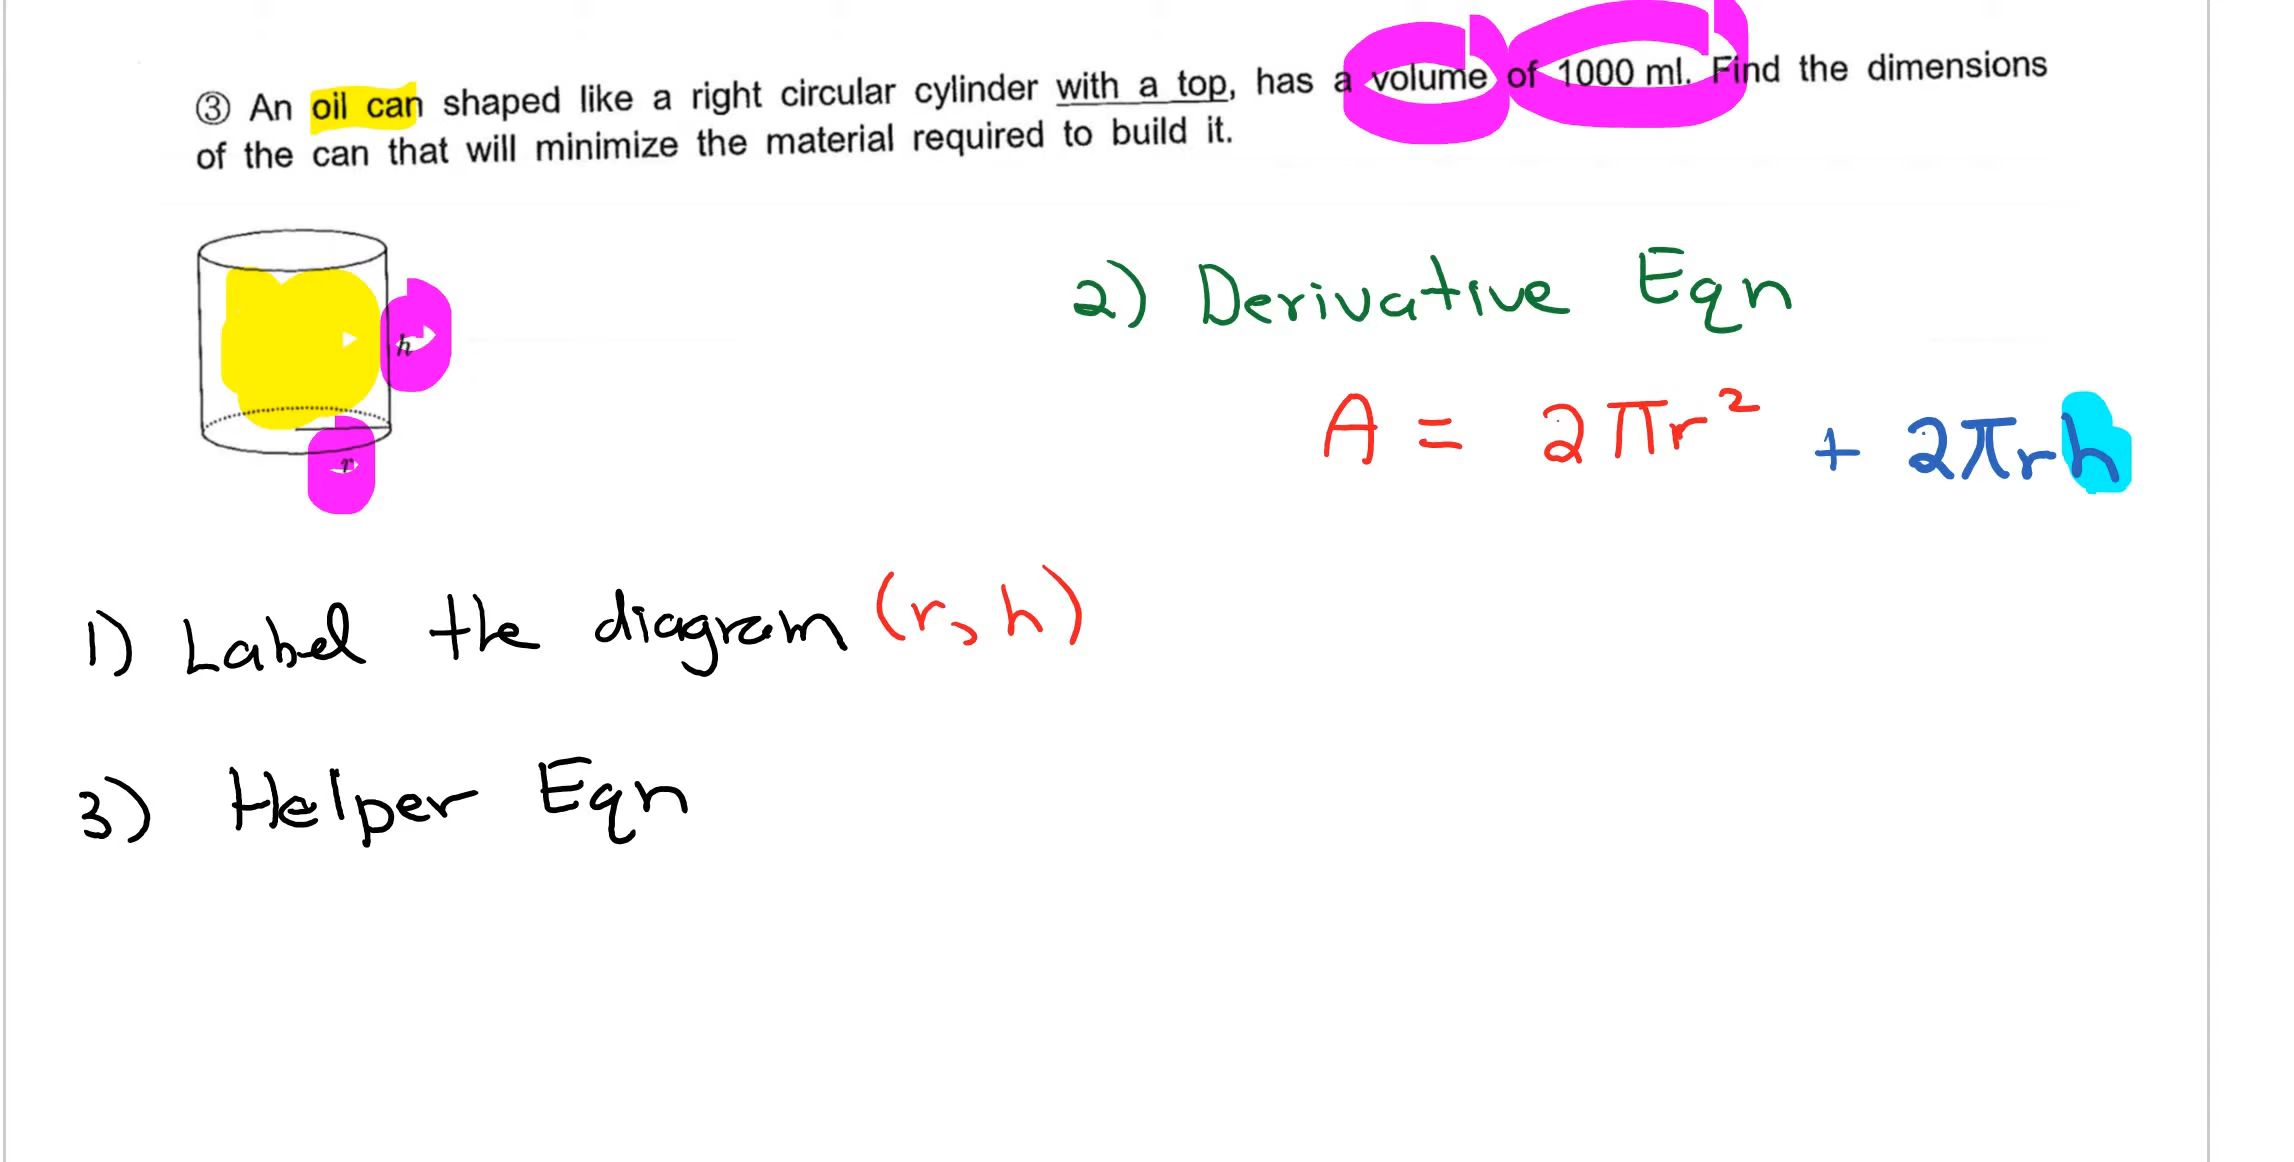 ③ An oil can shaped like a right circular cylinder with a top, has a volume of 1000 ml. Find the dimensions
of the can that will minimize the material required to build it.
h
r
2) Derivative Eqn
A = 2πr² + 2πrh
1) Label the diagram (r, h)
3) Helper Eqn